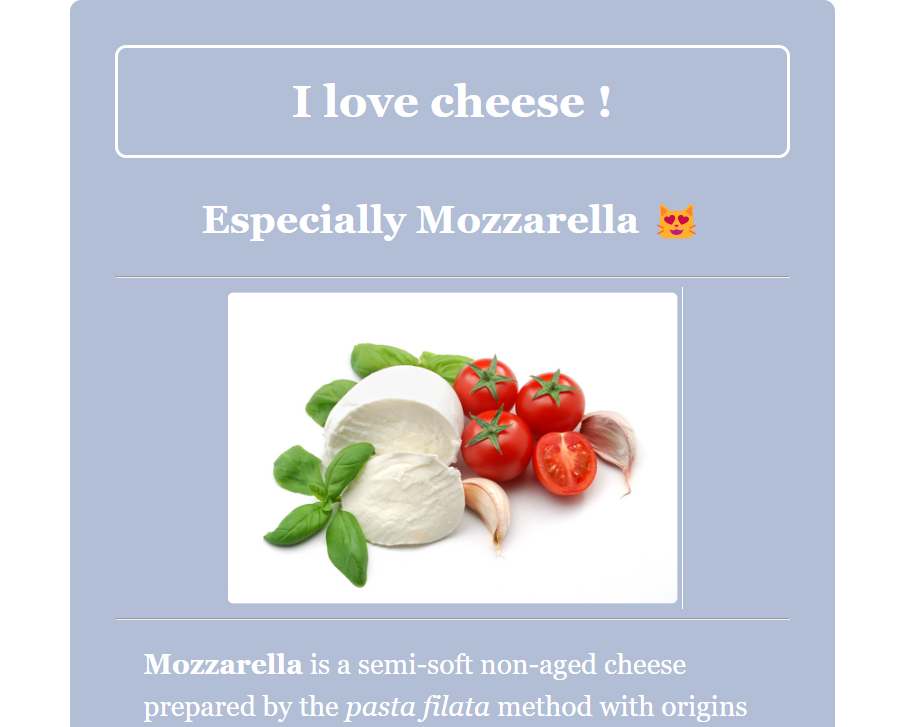 I love cheese !
Especially Mozzarella 😻
Mozzarella is a semi-soft non-aged cheese
prepared by the pasta filata method with origins